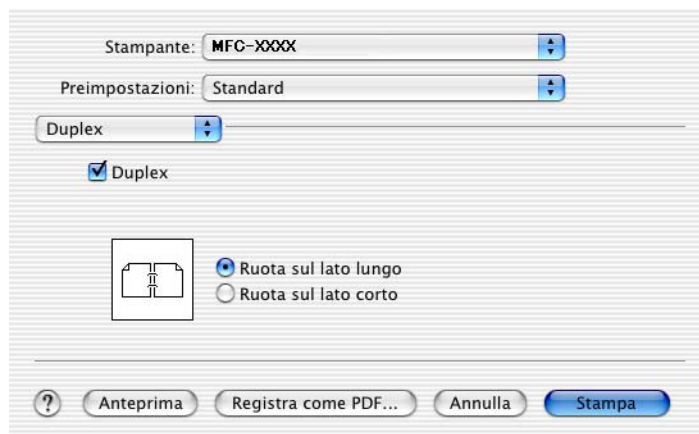 Stampante: MFC-XXXX
Preimpostazioni: Standard
Duplex
Duplex
Ruota sul lato lungo
Ruota sul lato corto
? Anteprima Registra come PDF... Annulla Stampa